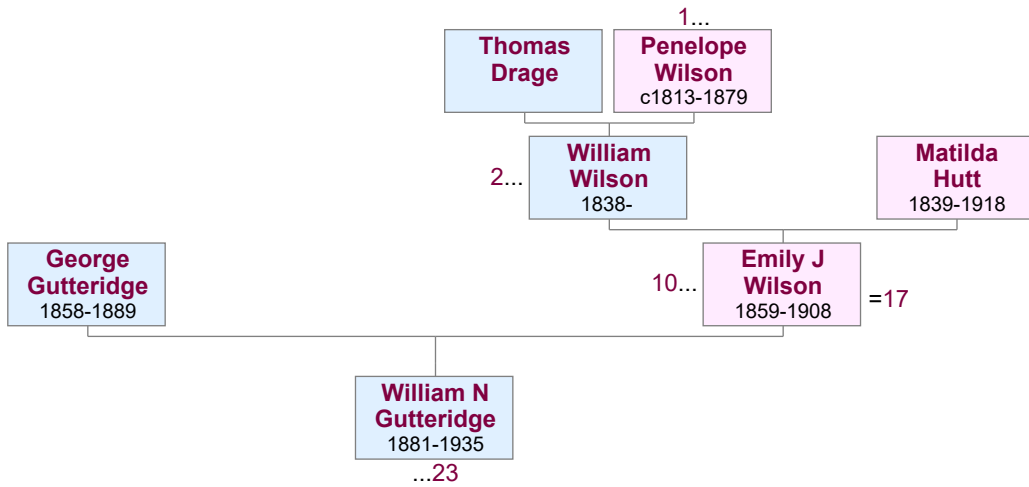 1...
Thomas
Drage
Penelope
Wilson
c1813-1879
2...
William
Wilson
1838-
Matilda
Hutt
1839-1918
George
Gutteridge
1858-1889
10...
Emily J
Wilson
1859-1908
=17
William N
Gutteridge
1881-1935
...23